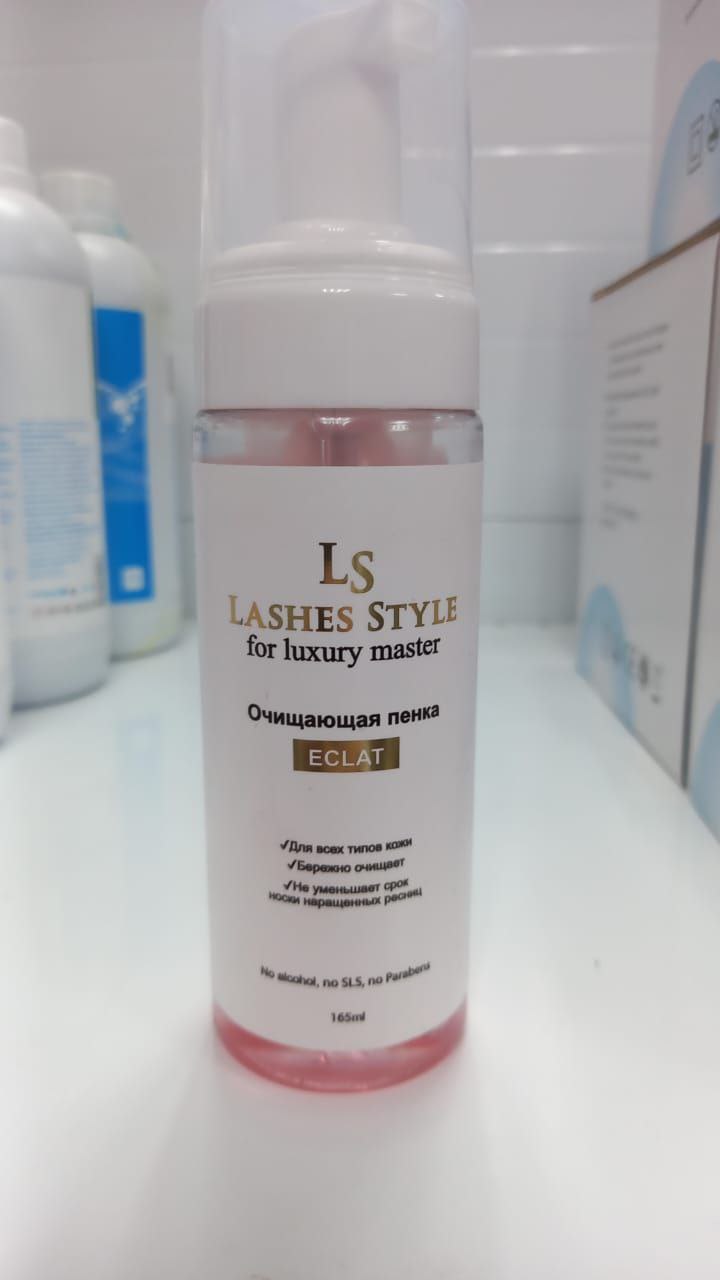 LS
LASHES STYLE
for luxury master
Очищающая пенка
ECLAT
✓Для всех типов кожи
✓Бережно очищает
✓Не уменьшает срок
носки наращенных ресниц
No alcohol, no SLS, no Parabens
165ml